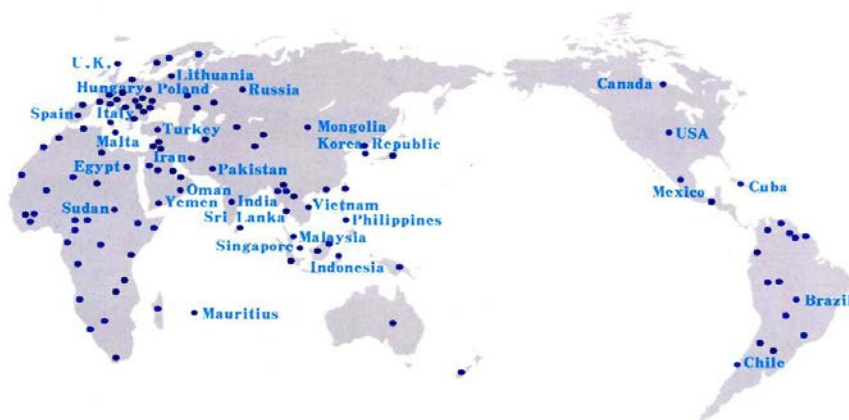 U.K.
Lithuania
Hungary
Poland
Russia
Canada
Spain
Italy
Turkey
Mongolia
USA
Malta
Korea Republic
Iran
Egypt
Pakistan
Mexico
Cuba
Oman
Sudan
Yemen
India
Vietnam
Sri Lanka
Philippines
Singapore
Malaysia
Indonesia
Brazil
Mauritius
Chile